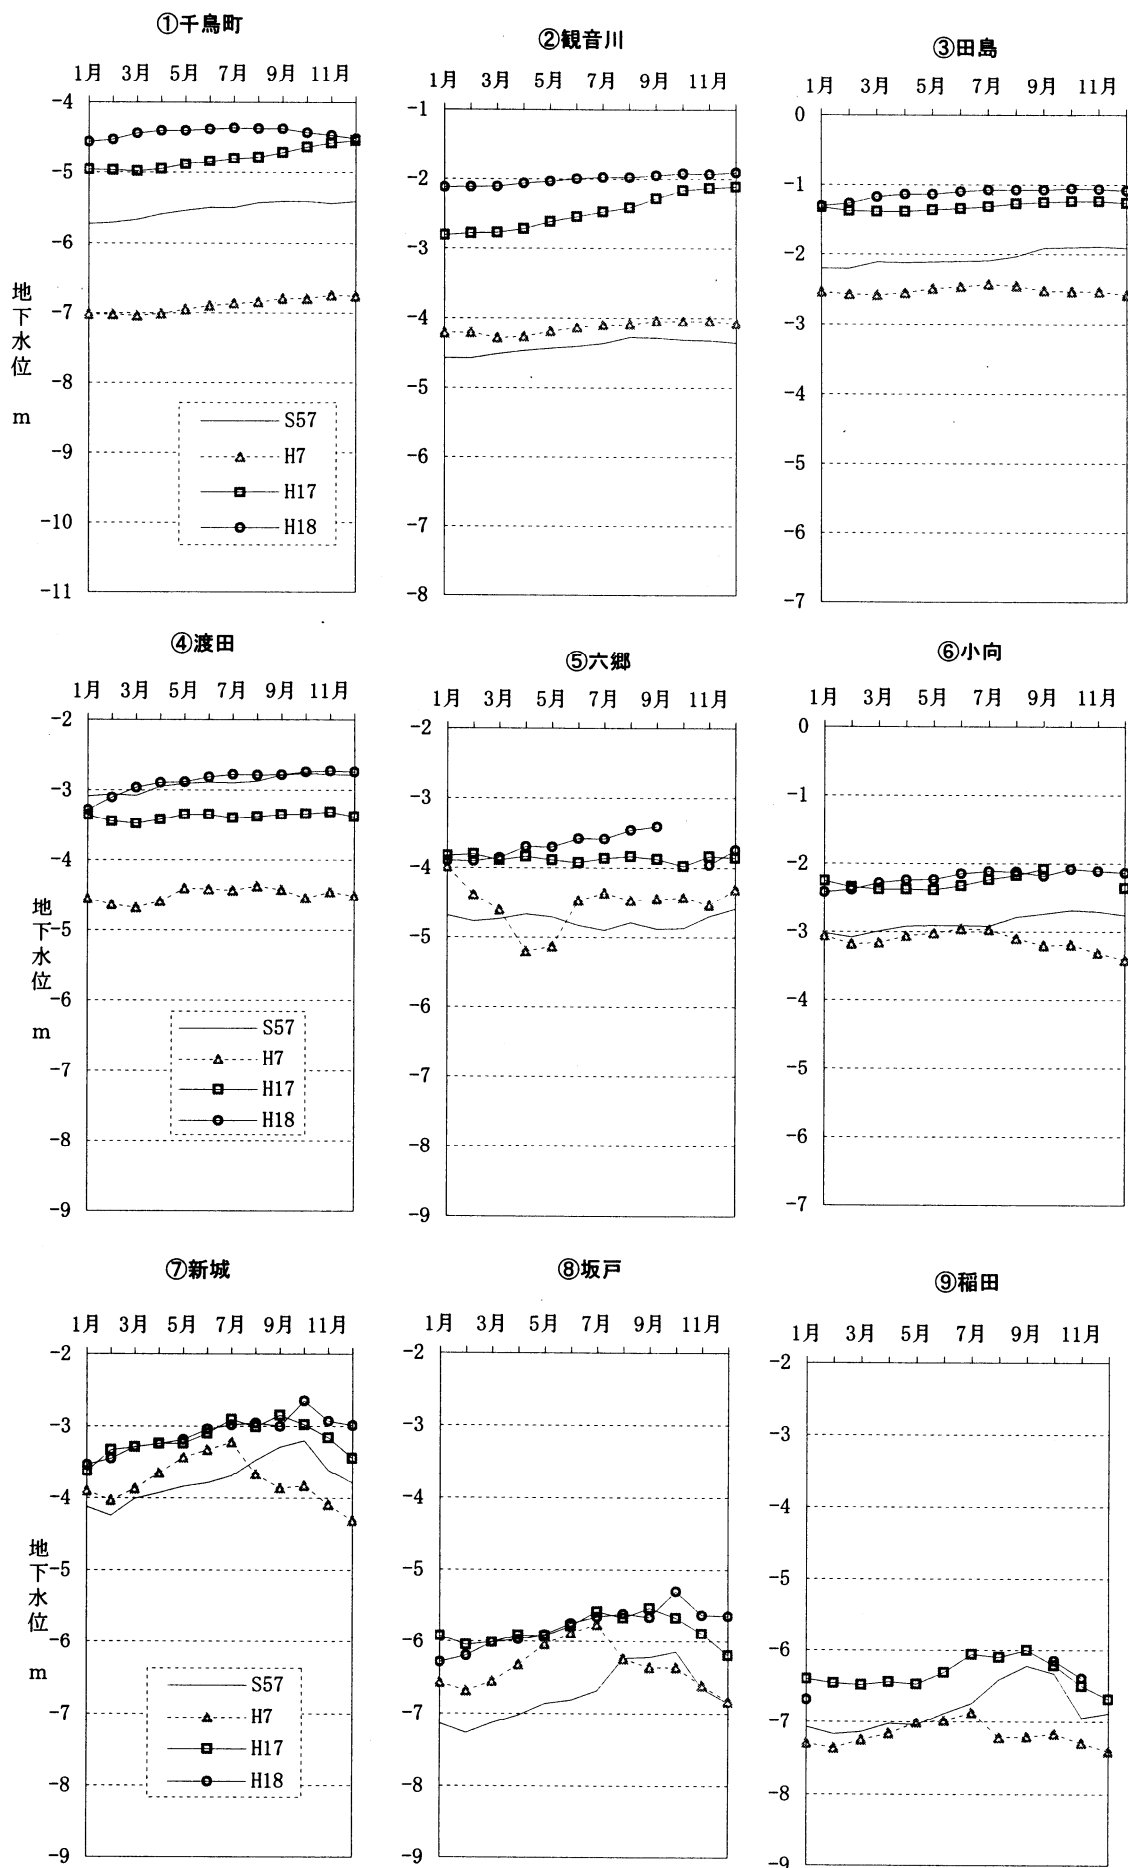 ①千鳥町
1月 3月 5月 7月 9月 11月
-4
-5
-6
-7
-8
-9
-10
-11
地下水位 m
S57
H7
H17
H18
②観音川
1月 3月 5月 7月 9月 11月
-1
-2
-3
-4
-5
-6
-7
-8
③田島
1月 3月 5月 7月 9月 11月
0
-1
-2
-3
-4
-5
-6
-7
④渡田
1月 3月 5月 7月 9月 11月
-2
-3
-4
-5
-6
-7
-8
-9
地下水位 m
S57
H7
H17
H18
⑤六郷
1月 3月 5月 7月 9月 11月
-2
-3
-4
-5
-6
-7
-8
-9
⑥小向
1月 3月 5月 7月 9月 11月
0
-1
-2
-3
-4
-5
-6
-7
⑦新城
1月 3月 5月 7月 9月 11月
-2
-3
-4
-5
-6
-7
-8
-9
地下水位 m
S57
H7
H17
H18
⑧坂戸
1月 3月 5月 7月 9月 11月
-2
-3
-4
-5
-6
-7
-8
-9
⑨稲田
1月 3月 5月 7月 9月 11月
-2
-3
-4
-5
-6
-7
-8
-9